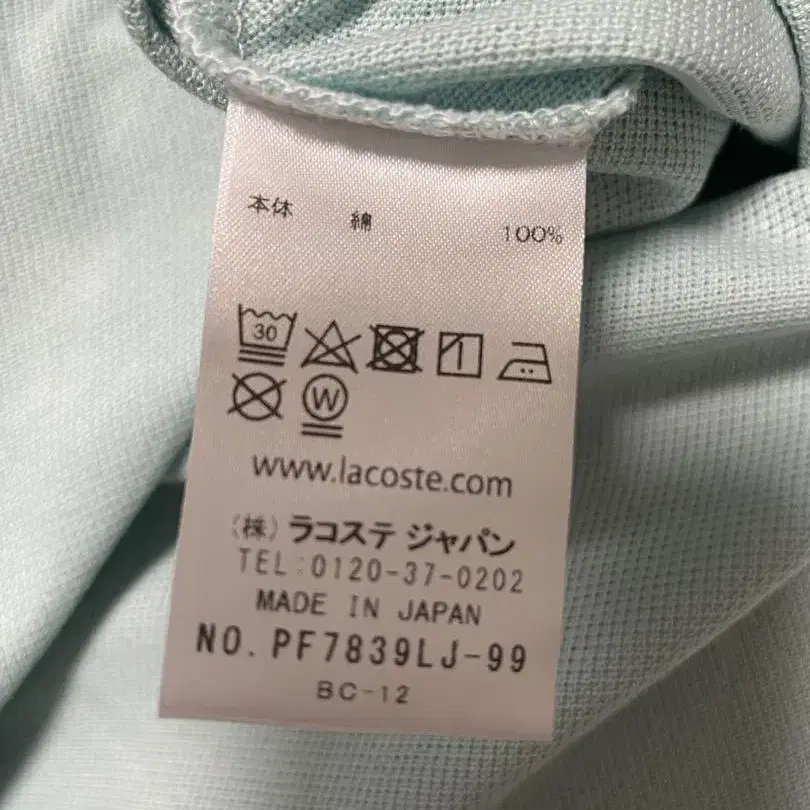 本体 綿 100%
30
W
www.lacoste.com
(株) ラコステ ジャパン
TEL:0120-37-0202
MADE IN JAPAN
NO. PF7839LJ-99
BC-12